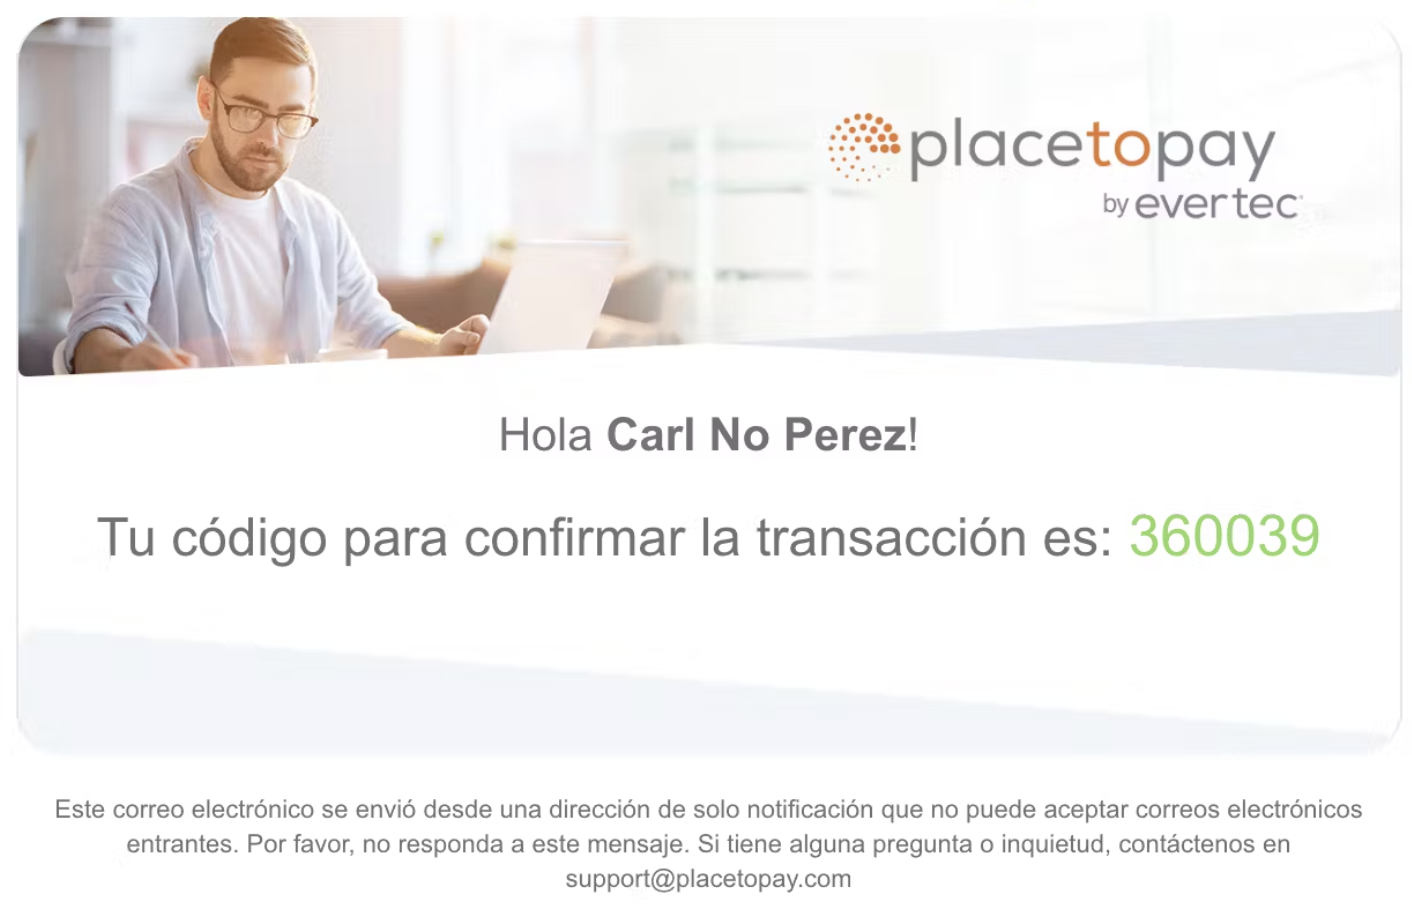 placetopay
by evertec
Hola Carl No Perez!
Tu código para confirmar la transacción es: 360039
Este correo electrónico se envió desde una dirección de solo notificación que no puede aceptar correos electrónicos
entrantes. Por favor, no responda a este mensaje. Si tiene alguna pregunta o inquietud, contáctenos en
support@placetopay.com